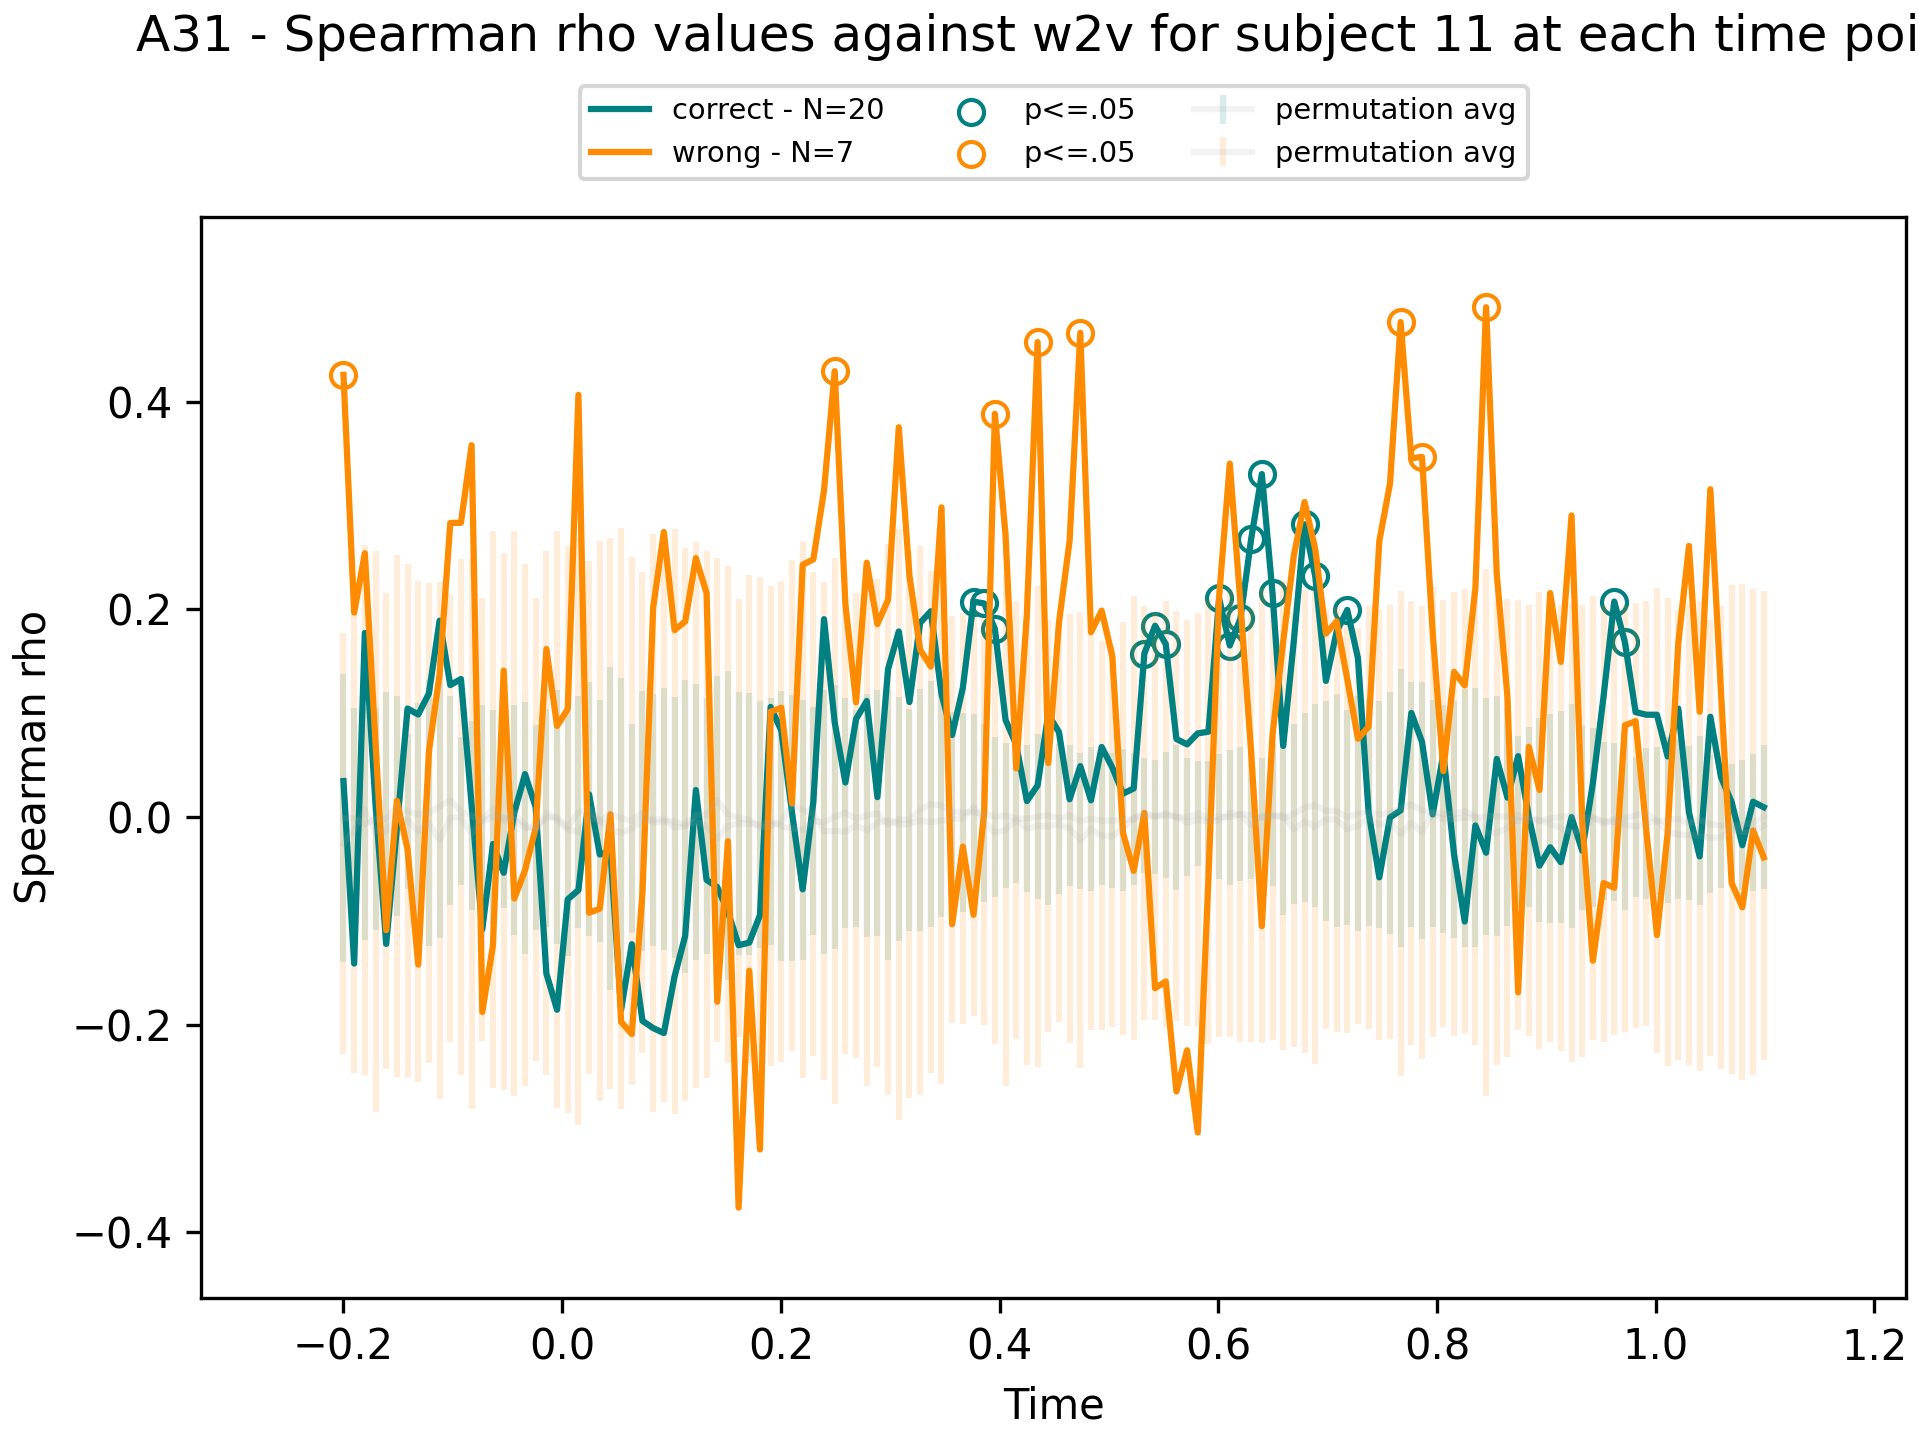 A31 - Spearman rho values against w2v for subject 11 at each time poi
correct - N=20 p<=.05 permutation avg
wrong - N=7 p<=.05 permutation avg
Spearman rho
0.4
0.2
0.0
−0.2
−0.4
−0.2 0.0 0.2 0.4 0.6 0.8 1.0 1.2
Time